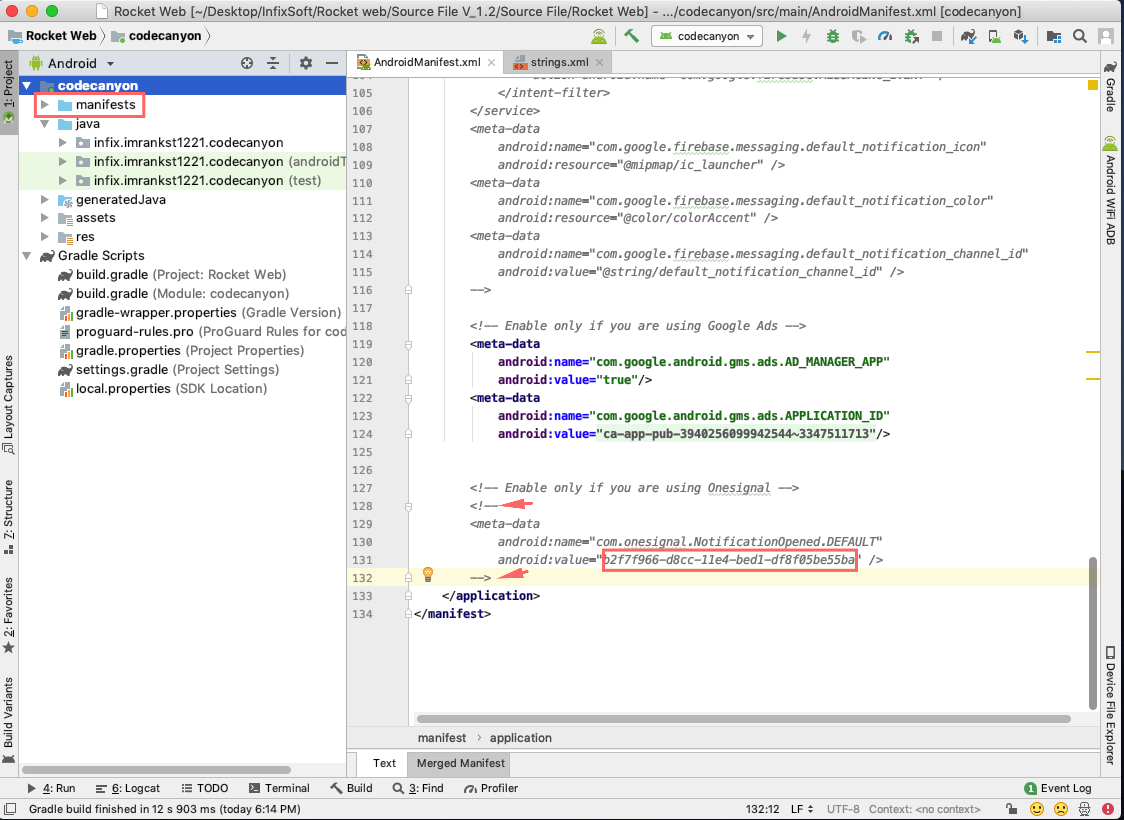 Rocket Web [~/Desktop/InfixSoft/Rocket web/Source File V_1.2/Source File/Rocket Web] - .../codecanyon/src/main/AndroidManifest.xml [codecanyon]
Rocket Web codecanyon codecanyon
Android AndroidManifest.xml strings.xml
1: Project
Layout Captures
Z: Structure
2: Favorites
Build Variants
codecanyon
manifests
java
infix.imrankst1221.codecanyon
infix.imrankst1221.codecanyon (androidT
infix.imrankst1221.codecanyon (test)
generatedJava
assets
res
Gradle Scripts
build.gradle (Project: Rocket Web)
build.gradle (Module: codecanyon)
gradle-wrapper.properties (Gradle Version)
proguard-rules.pro (ProGuard Rules for cod
gradle.properties (Project Properties)
settings.gradle (Project Settings)
local.properties (SDK Location)
105 </intent-filter>
106 </service>
107 <meta-data
108 android:name="com.google.firebase.messaging.default_notification_icon"
109 android:resource="@mipmap/ic_launcher" />
110 <meta-data
111 android:name="com.google.firebase.messaging.default_notification_color"
112 android:resource="@color/colorAccent" />
113 <meta-data
114 android:name="com.google.firebase.messaging.default_notification_channel_id"
115 android:value="@string/default_notification_channel_id" />
116 -->
117
118 <!-- Enable only if you are using Google Ads -->
119 <meta-data
120 android:name="com.google.android.gms.ads.AD_MANAGER_APP"
121 android:value="true"/>
122 <meta-data
123 android:name="com.google.android.gms.ads.APPLICATION_ID"
124 android:value="ca-app-pub-3940256099942544~3347511713"/>
125
126
127 <!-- Enable only if you are using Onesignal -->
128 <!--
129 <meta-data
130 android:name="com.onesignal.NotificationOpened.DEFAULT"
131 android:value="b2f7f966-d8cc-11e4-bed1-df8f05be55ba" />
132 -->
133 </application>
134 </manifest>
Gradle
Android WiFi ADB
Device File Explorer
manifest › application
Text Merged Manifest
4: Run 6: Logcat TODO Terminal Build 3: Find Profiler 1 Event Log
Gradle build finished in 12 s 903 ms (today 6:14 PM) 132:12 LF UTF-8 Context: <no context>